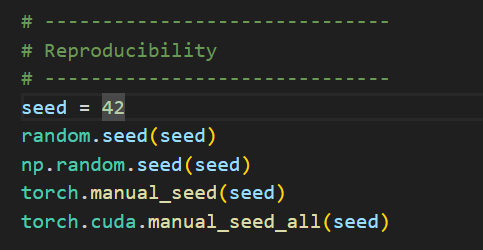 # ------------------------------
# Reproducibility
# ------------------------------
seed = 42
random.seed(seed)
np.random.seed(seed)
torch.manual_seed(seed)
torch.cuda.manual_seed_all(seed)